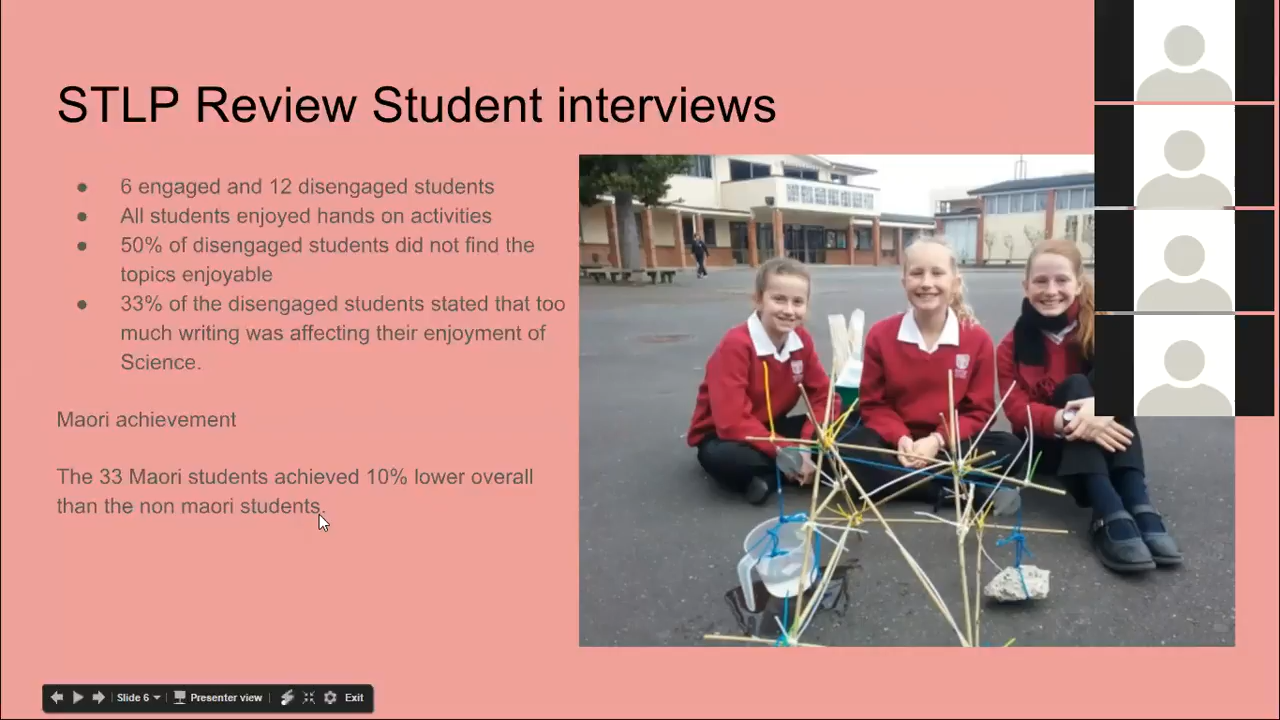 STLP Review Student interviews
● 6 engaged and 12 disengaged students
● All students enjoyed hands on activities
● 50% of disengaged students did not find the
topics enjoyable
● 33% of the disengaged students stated that too
much writing was affecting their enjoyment of
Science.
Maori achievement
The 33 Maori students achieved 10% lower overall
than the non maori students.
Slide 6 Presenter view Exit